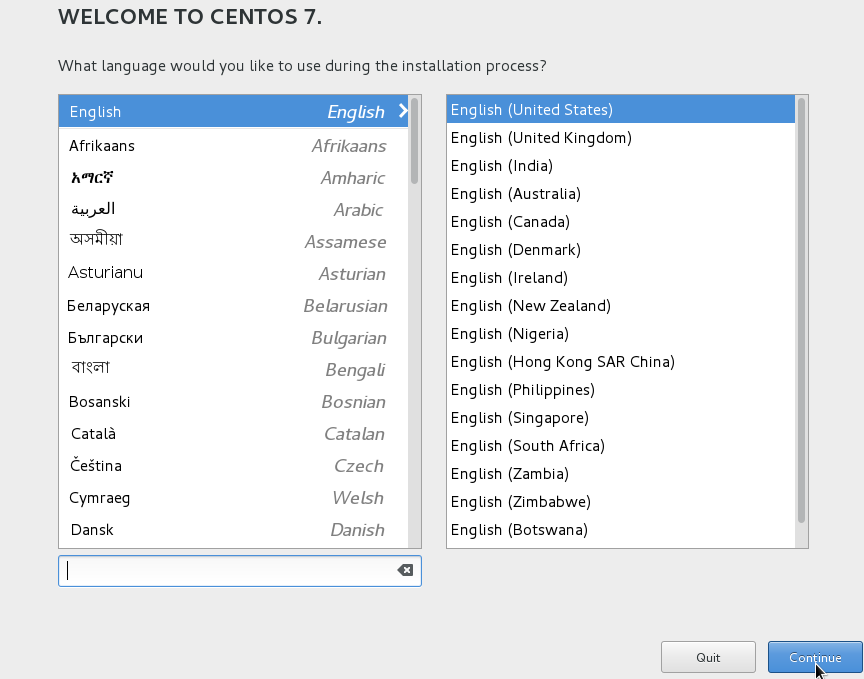 WELCOME TO CENTOS 7.
What language would you like to use during the installation process?
English English
Afrikaans Afrikaans
አማርኛ Amharic
العربية Arabic
অসমীয়া Assamese
Asturianu Asturian
Беларуская Belarusian
Български Bulgarian
বাংলা Bengali
Bosanski Bosnian
Català Catalan
Čeština Czech
Cymraeg Welsh
Dansk Danish
English (United States)
English (United Kingdom)
English (India)
English (Australia)
English (Canada)
English (Denmark)
English (Ireland)
English (New Zealand)
English (Nigeria)
English (Hong Kong SAR China)
English (Philippines)
English (Singapore)
English (South Africa)
English (Zambia)
English (Zimbabwe)
English (Botswana)
Quit Continue